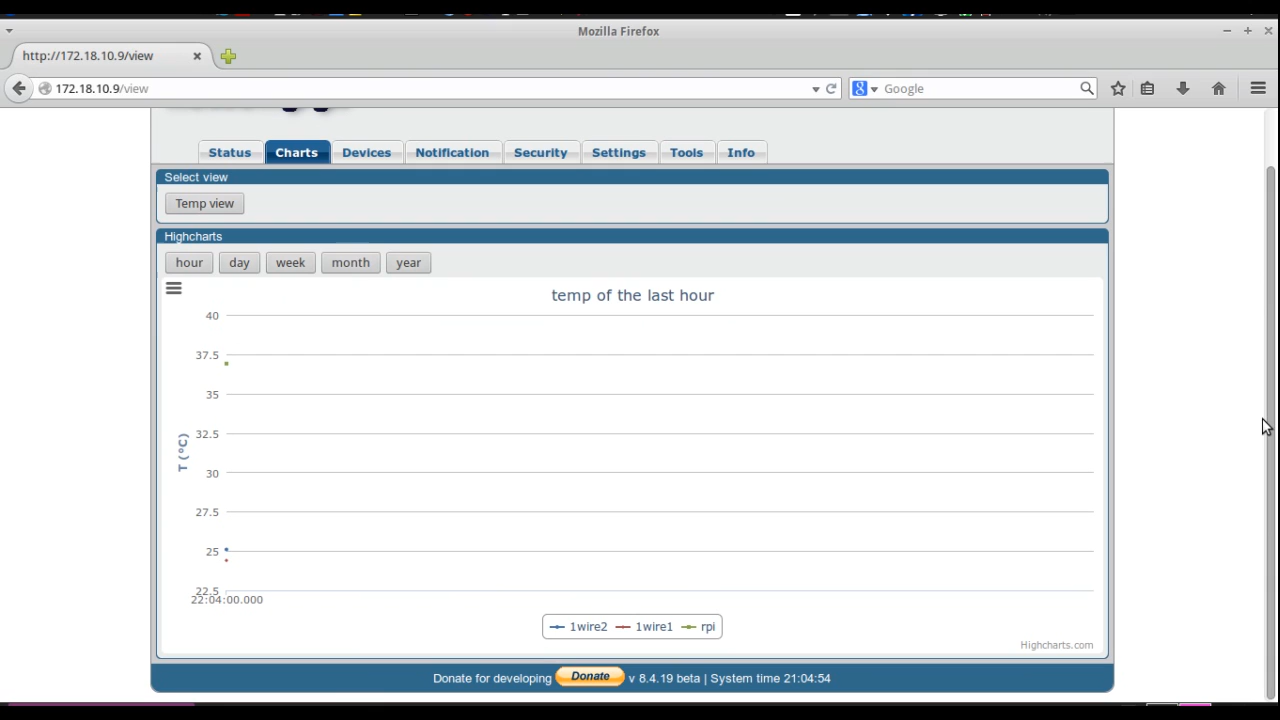 Mozilla Firefox
http://172.18.10.9/view
172.18.10.9/view
Google
Status Charts Devices Notification Security Settings Tools Info
Select view
Temp view
Highcharts
hour day week month year
temp of the last hour
40
37.5
35
32.5
30
27.5
25
22.5
T (°C)
22:04:00.000
1wire2 1wire1 rpi
Highcharts.com
Donate for developing Donate v 8.4.19 beta | System time 21:04:54